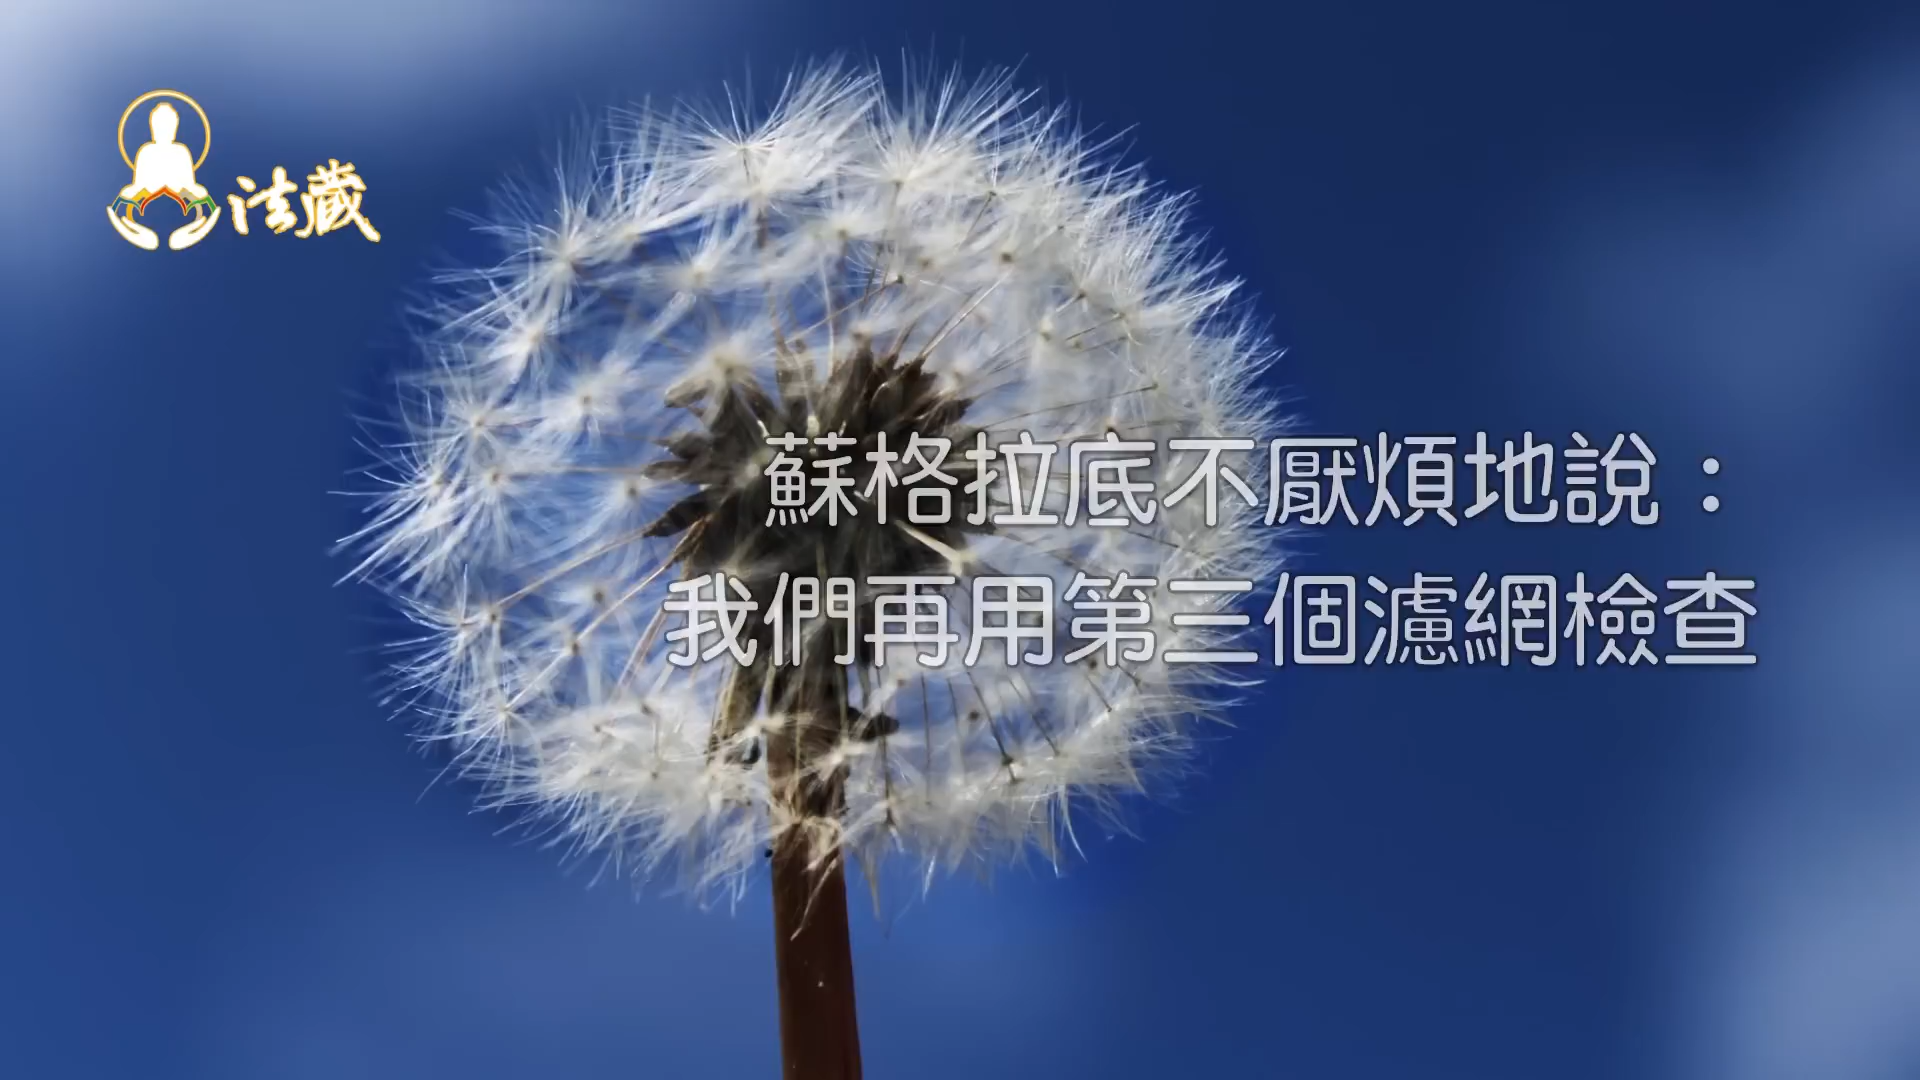 法藏
蘇格拉底不厭煩地說：
我們再用第三個濾網檢查